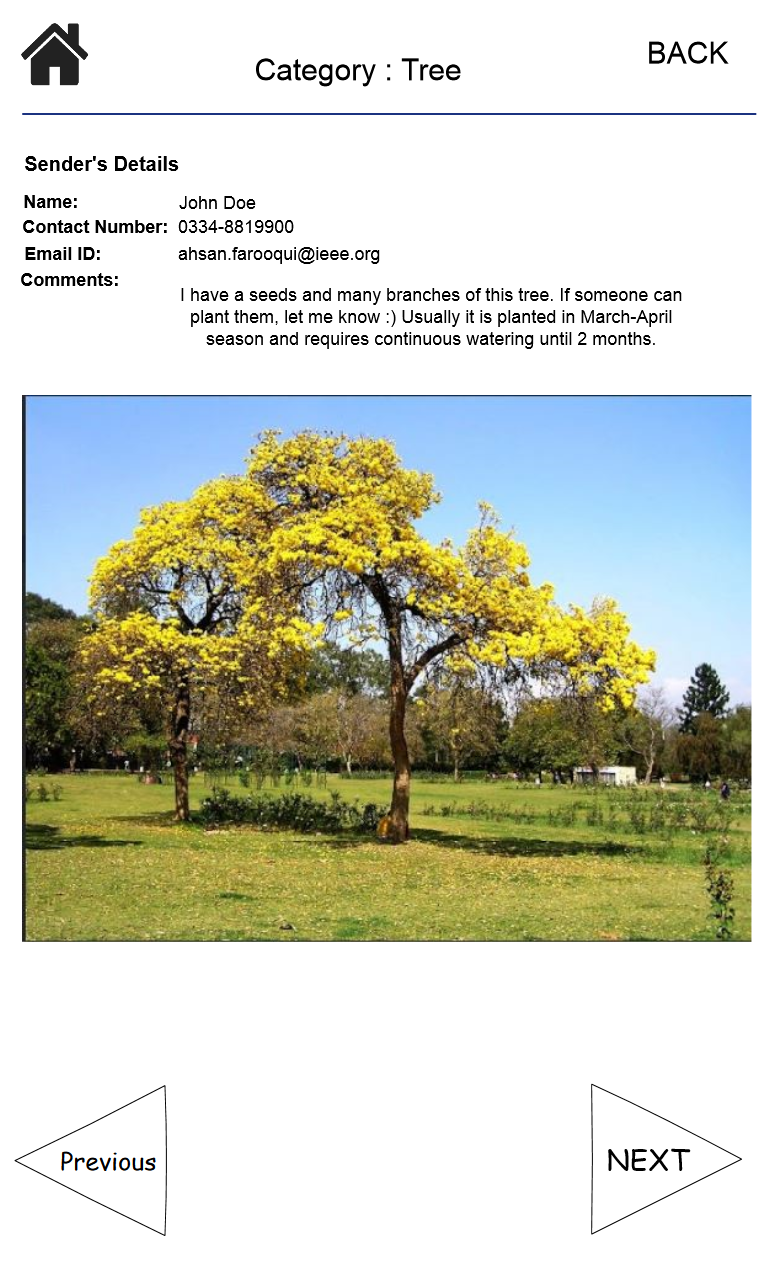 Category : Tree
BACK
Sender's Details
Name: John Doe
Contact Number: 0334-8819900
Email ID: ahsan.farooqui@ieee.org
Comments:
I have a seeds and many branches of this tree. If someone can
plant them, let me know :) Usually it is planted in March-April
season and requires continuous watering until 2 months.
Previous
NEXT